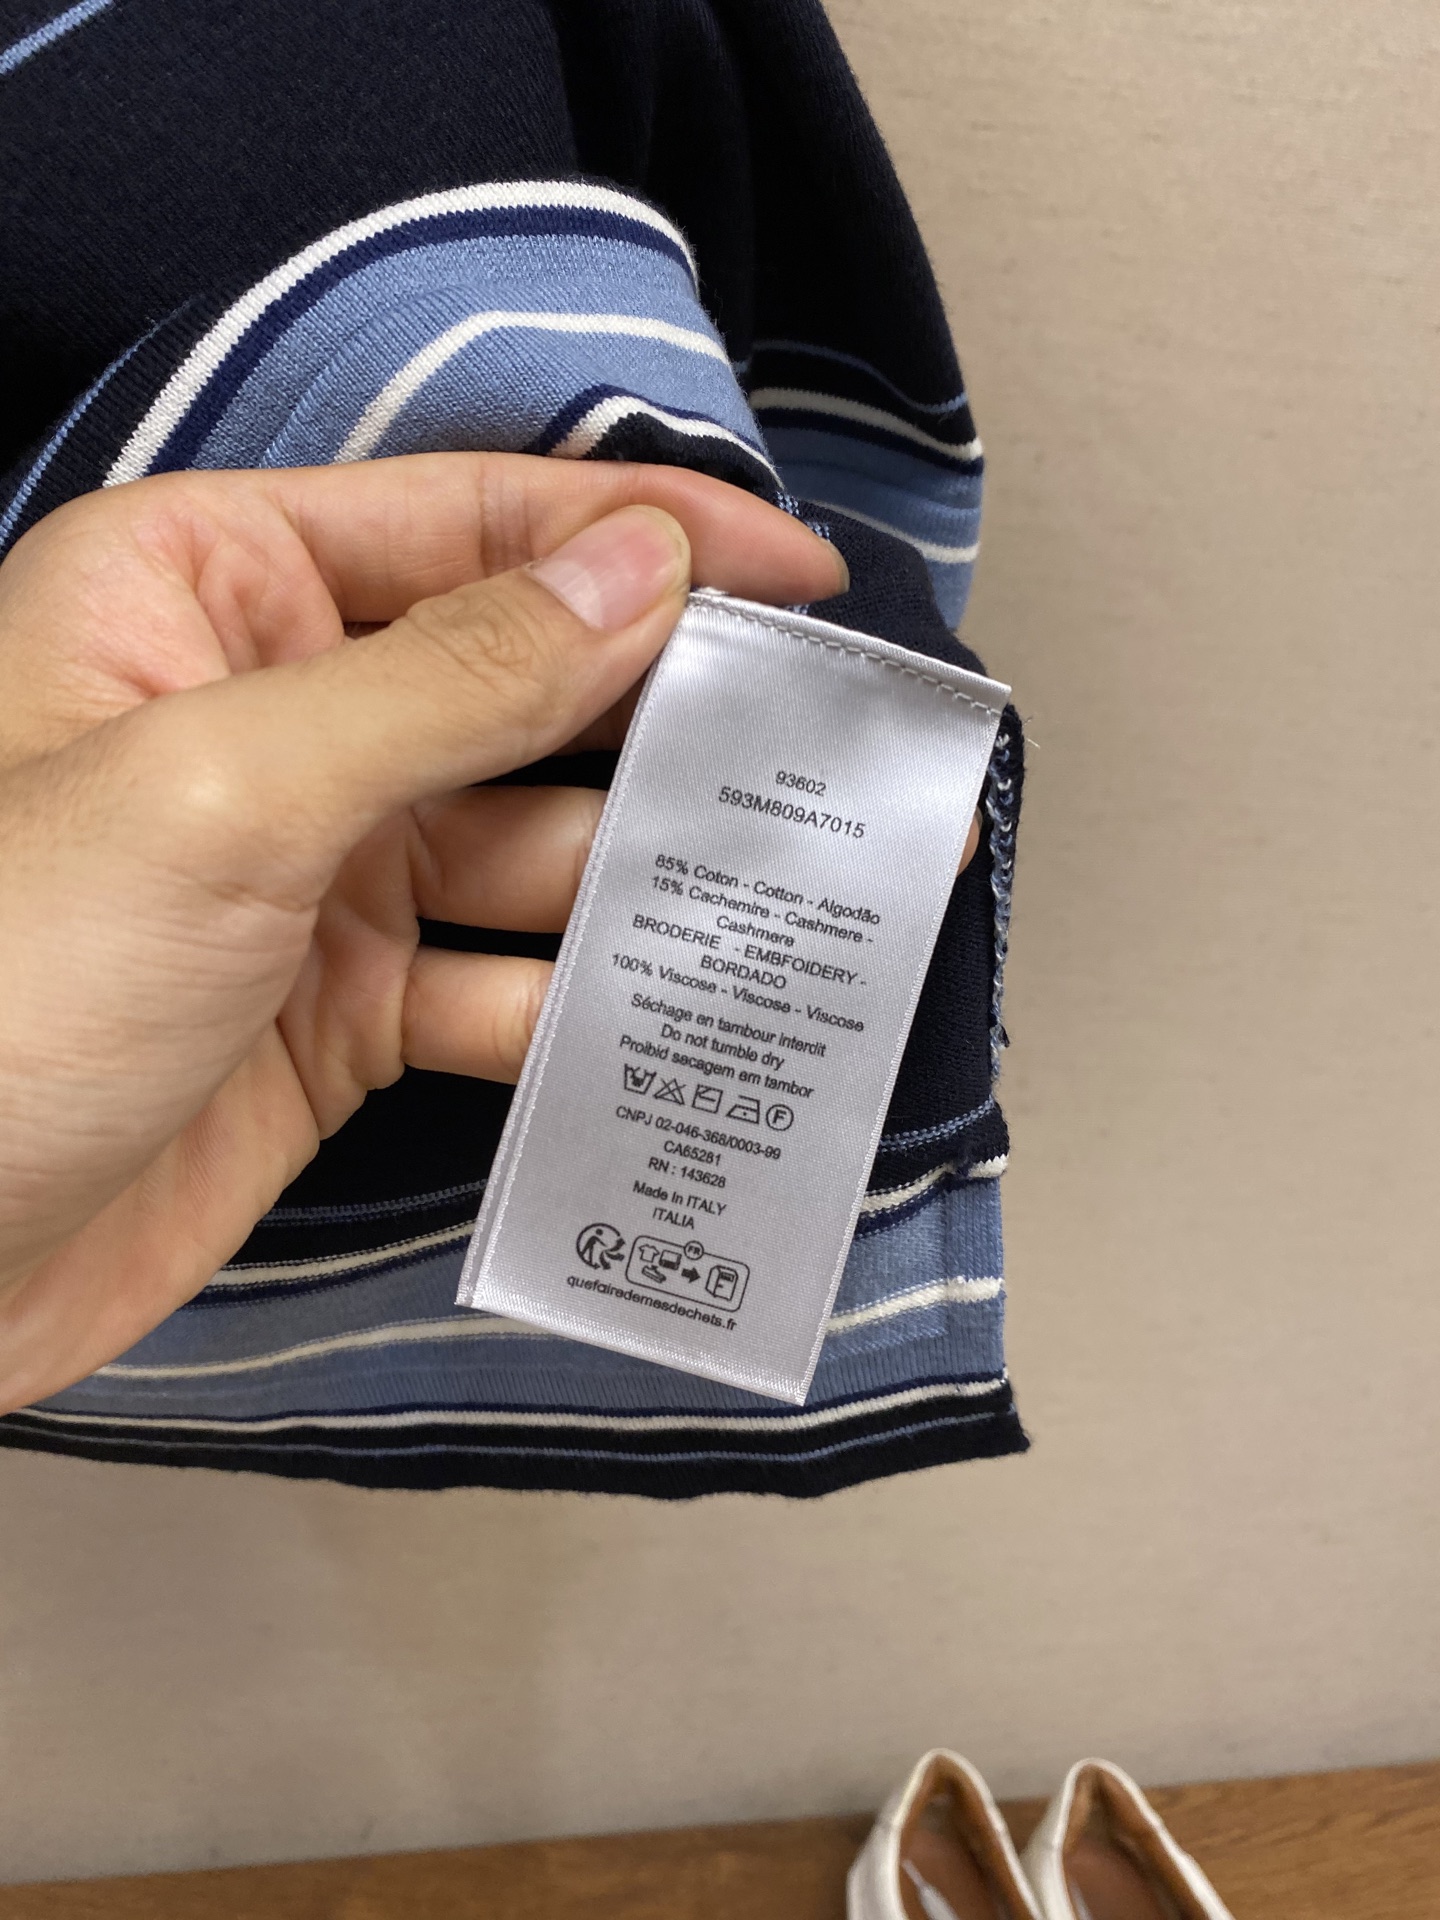 93602
593M809A7015
85% Coton - Cotton - Algodão
15% Cachemire - Cashmere -
Cashmere
BRODERIE - EMBFOIDERY -
BORDADO
100% Viscose - Viscose - Viscose
Séchage en tambour interdit
Do not tumble dry
Proibid secagem em tambor
F
CNPJ 02-046-368/0003-99
CA65281
RN : 143628
Made in ITALY
ITALIA
FR
quefairedemesdechets.fr